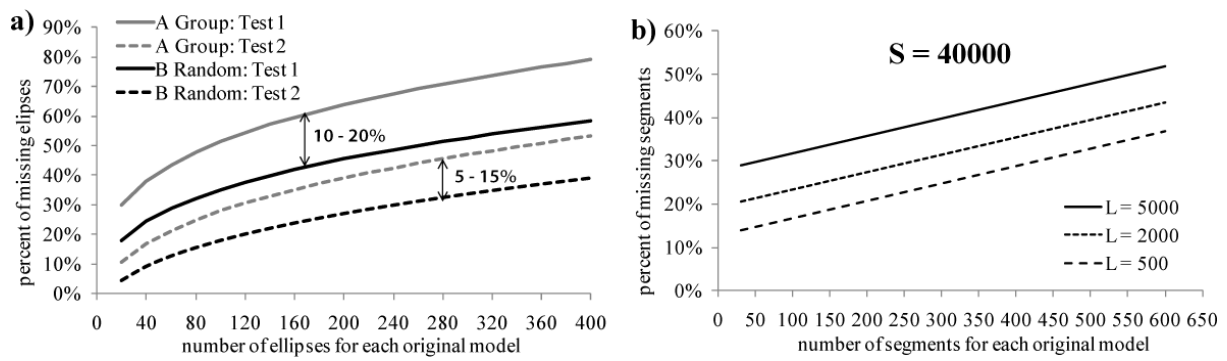 a)
percent of missing elipses
90%
80%
70%
60%
50%
40%
30%
20%
10%
0%
A Group: Test 1
A Group: Test 2
B Random: Test 1
B Random: Test 2
10 - 20%
5 - 15%
0 40 80 120 160 200 240 280 320 360 400
number of ellipses for each original model
b)
percent of missing segments
60%
50%
40%
30%
20%
10%
0%
S = 40000
L = 5000
L = 2000
L = 500
0 50 100 150 200 250 300 350 400 450 500 550 600 650
number of segments for each original model